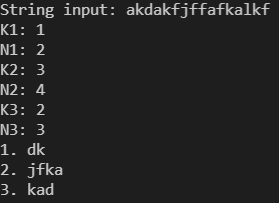 String input: akdakfjffafkalkf
K1: 1
N1: 2
K2: 3
N2: 4
K3: 2
N3: 3
1. dk
2. jfka
3. kad